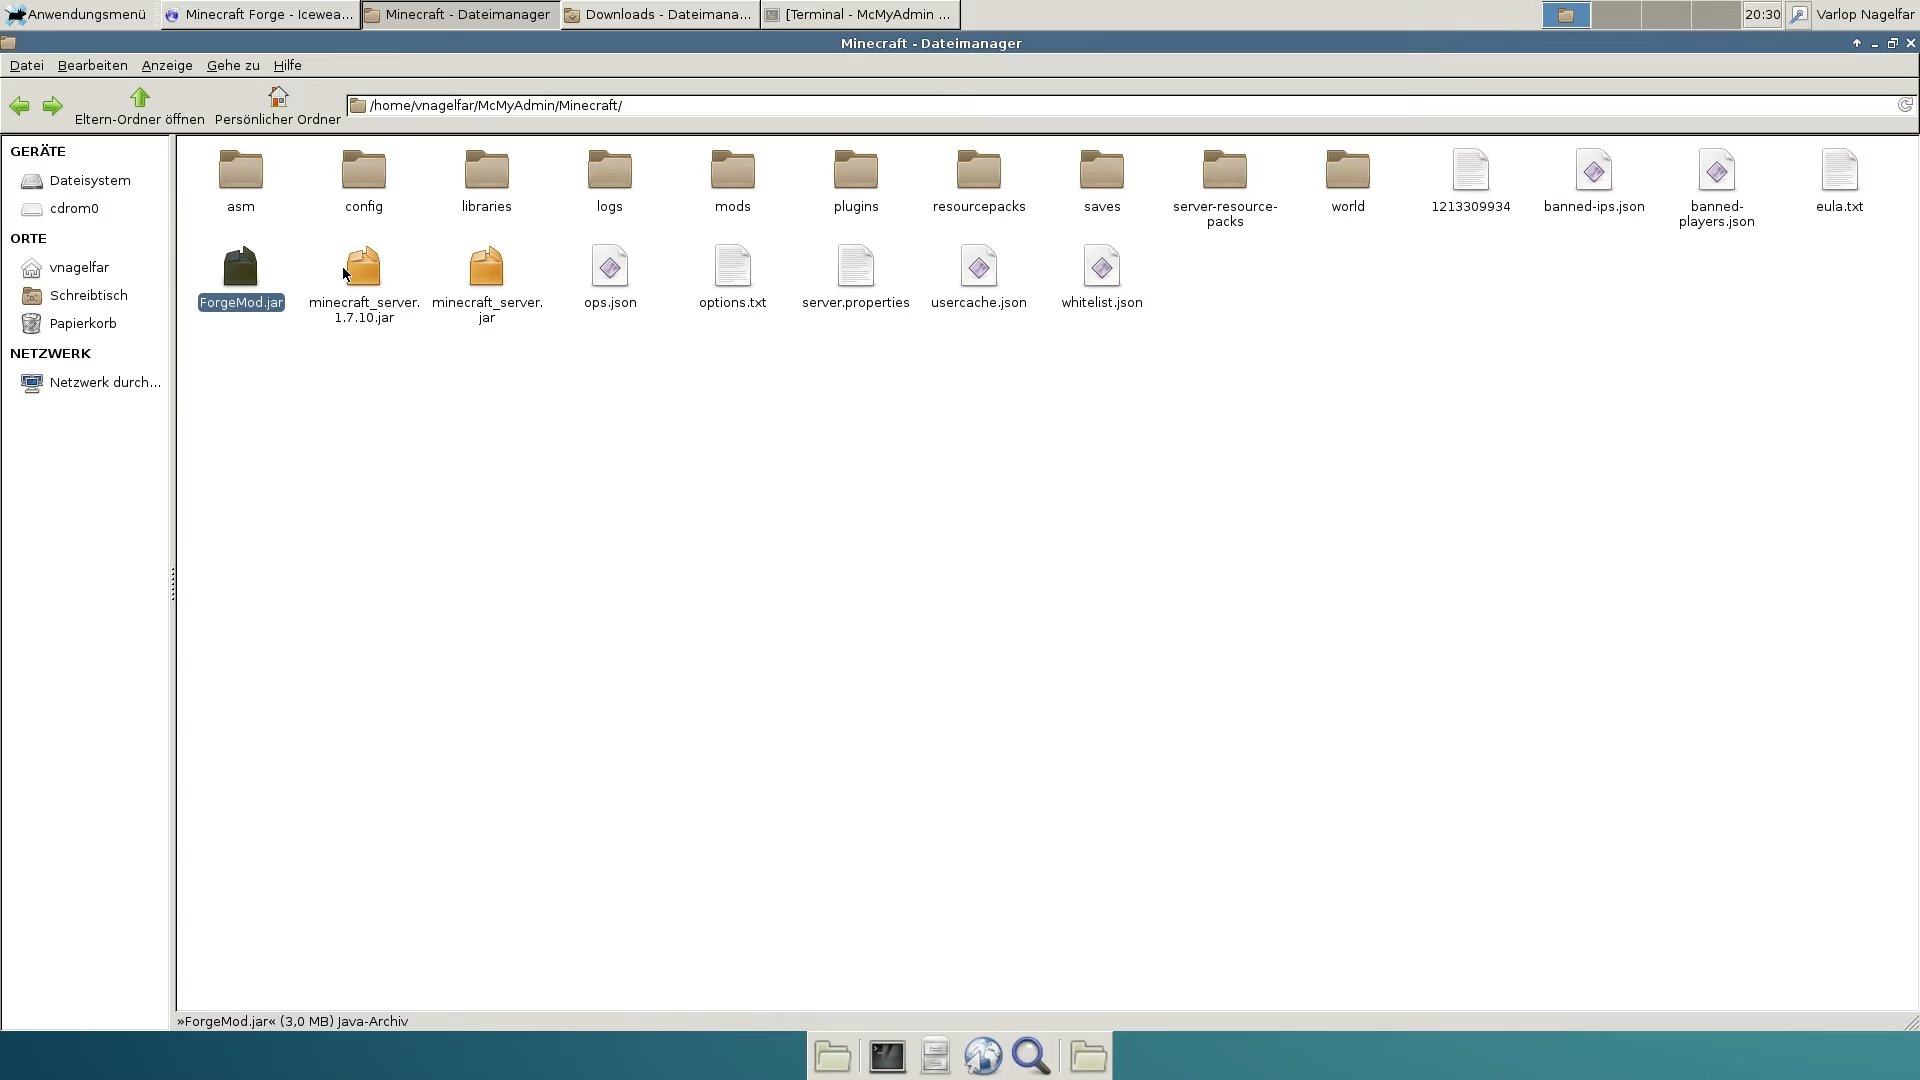 Anwendungsmenü
Minecraft Forge - Icewea...
Minecraft - Dateimanager
Downloads - Dateimana...
[Terminal - McMyAdmin ...
20:30
Varlop Nagelfar
Minecraft - Dateimanager
Datei Bearbeiten Anzeige Gehe zu Hilfe
Eltern-Ordner öffnen
Persönlicher Ordner
/home/vnagelfar/McMyAdmin/Minecraft/
GERÄTE
Dateisystem
cdrom0
ORTE
vnagelfar
Schreibtisch
Papierkorb
NETZWERK
Netzwerk durch...
asm
config
libraries
logs
mods
plugins
resourcepacks
saves
server-resource-
packs
world
1213309934
banned-ips.json
banned-
players.json
eula.txt
ForgeMod.jar
minecraft_server.
1.7.10.jar
minecraft_server.
jar
ops.json
options.txt
server.properties
usercache.json
whitelist.json
»ForgeMod.jar« (3,0 MB) Java-Archiv